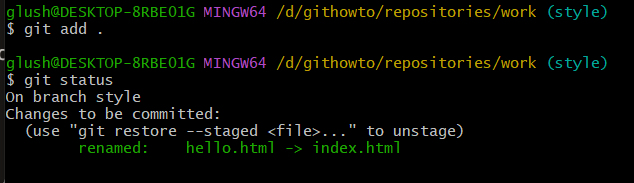 glush@DESKTOP-8RBE01G MINGW64 /d/githowto/repositories/work (style)
$ git add .
glush@DESKTOP-8RBE01G MINGW64 /d/githowto/repositories/work (style)
$ git status
On branch style
Changes to be committed:
  (use "git restore --staged <file>..." to unstage)
        renamed:    hello.html -> index.html